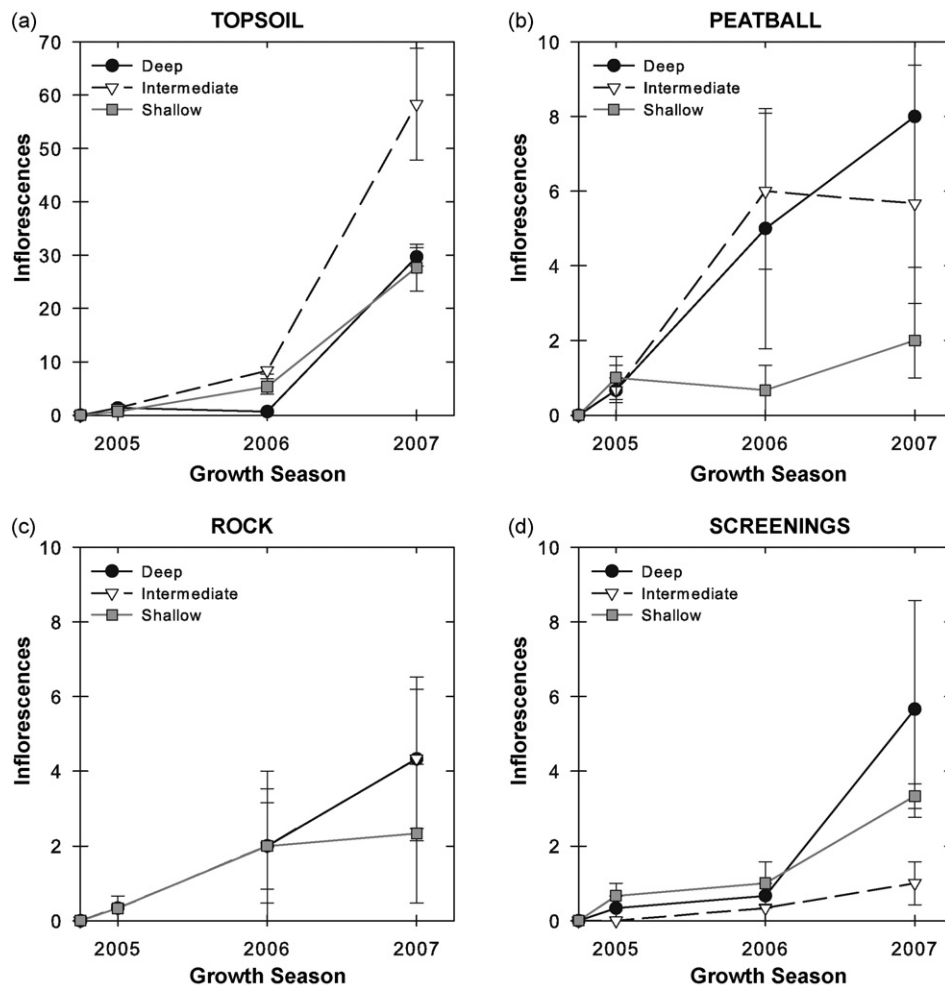 (a)
TOPSOIL
70
60
50
40
30
20
10
0
Inflorescences
Deep
Intermediate
Shallow
2005
2006
2007
Growth Season
(b)
PEATBALL
10
8
6
4
2
0
Inflorescences
Deep
Intermediate
Shallow
2005
2006
2007
Growth Season
(c)
ROCK
10
8
6
4
2
0
Inflorescences
Deep
Intermediate
Shallow
2005
2006
2007
Growth Season
(d)
SCREENINGS
10
8
6
4
2
0
Inflorescences
Deep
Intermediate
Shallow
2005
2006
2007
Growth Season